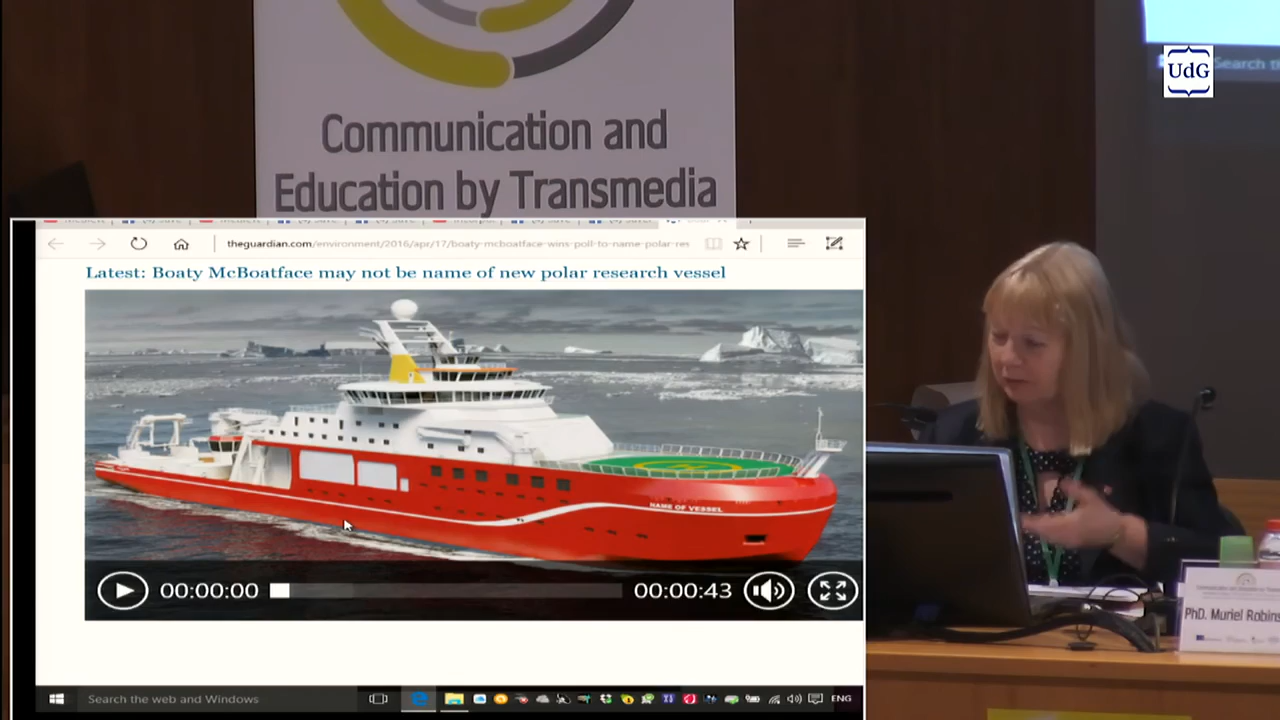 Communication and
Education by Transmedia
UdG
Search t
theguardian.com/environment/2016/apr/17/boaty-mcboatface-wins-poll-to-name-polar-res
Latest: Boaty McBoatface may not be name of new polar research vessel
NAME OF VESSEL
00:00:00
00:00:43
PhD. Muriel Robins
Search the web and Windows
ENG